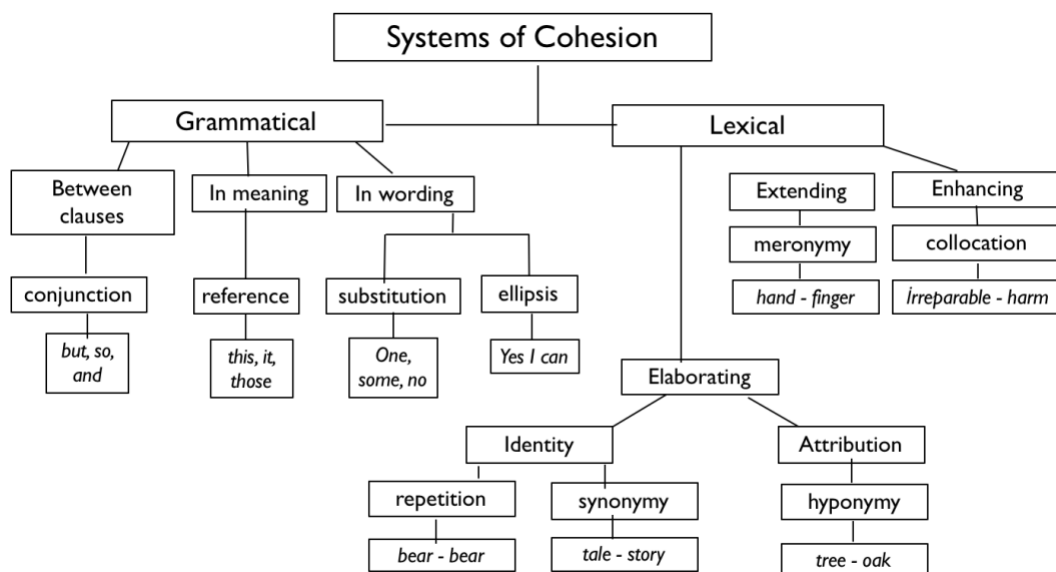 Systems of Cohesion
Grammatical
Lexical
Between
clauses
In meaning
In wording
Extending
Enhancing
meronymy
collocation
conjunction
reference
substitution
ellipsis
hand - finger
irreparable - harm
but, so,
and
this, it,
those
One,
some, no
Yes I can
Elaborating
Identity
Attribution
repetition
synonymy
hyponymy
bear - bear
tale - story
tree - oak